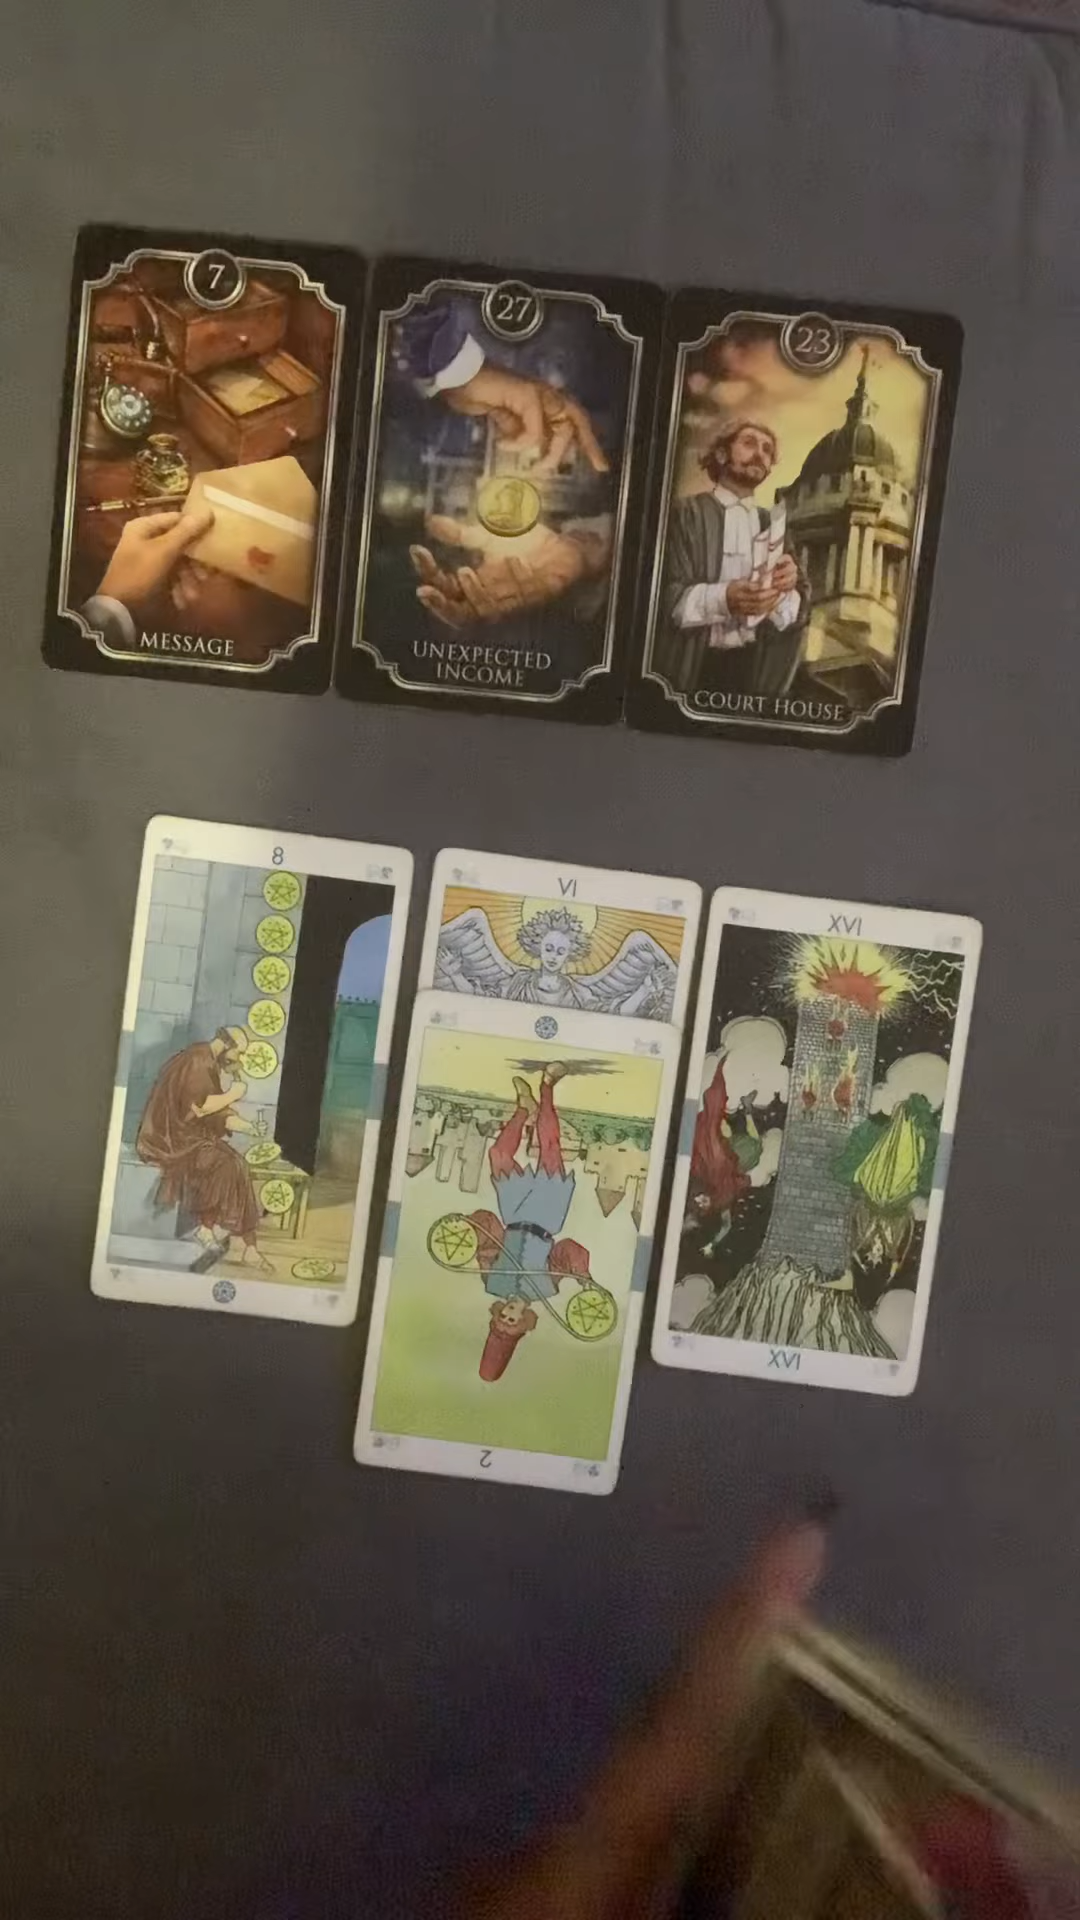 7
27
23
MESSAGE
UNEXPECTED
INCOME
COURT HOUSE
8
VI
XVI
XVI
2